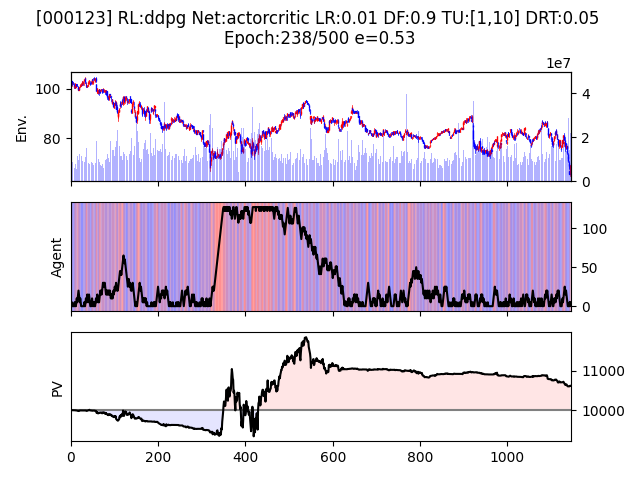 [000123] RL:ddpg Net:actorcritic LR:0.01 DF:0.9 TU:[1,10] DRT:0.05
Epoch:238/500 e=0.53
1e7
100
80
Env.
4
2
0
Agent
100
50
0
PV
11000
10000
0 200 400 600 800 1000